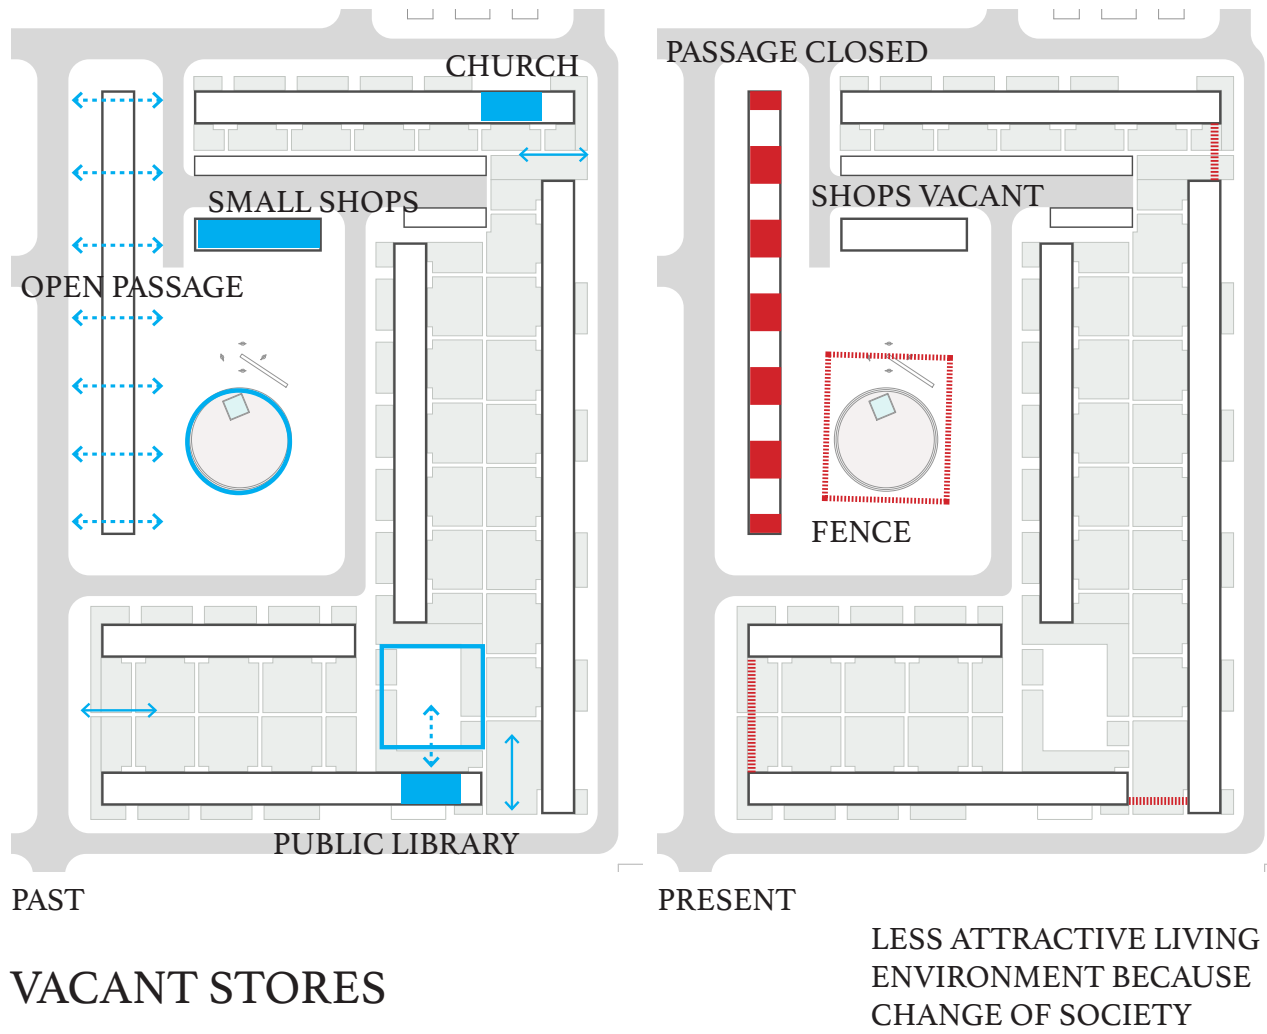 CHURCH
SMALL SHOPS
OPEN PASSAGE
PUBLIC LIBRARY
PAST
PASSAGE CLOSED
SHOPS VACANT
FENCE
PRESENT
VACANT STORES
LESS ATTRACTIVE LIVING
ENVIRONMENT BECAUSE
CHANGE OF SOCIETY